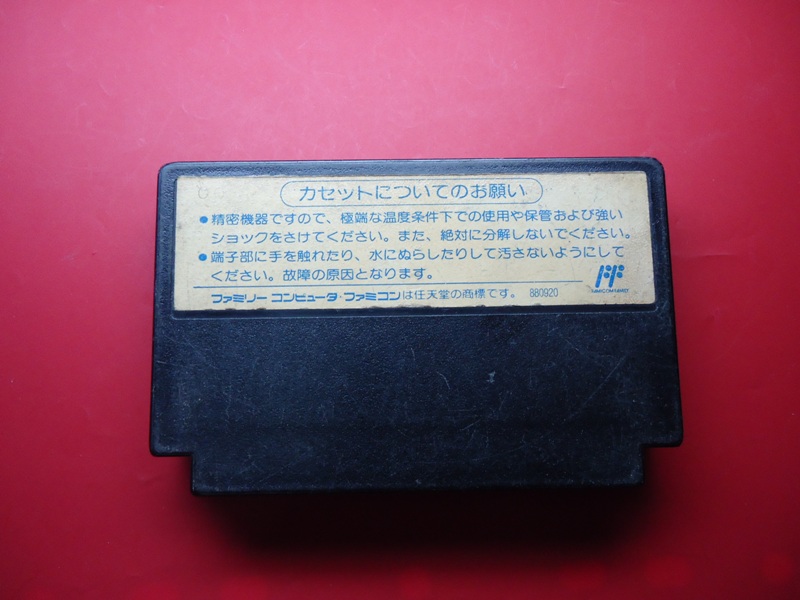 カセットについてのお願い
●精密機器ですので、極端な温度条件下での使用や保管および強い
ショックをさけてください。また、絶対に分解しないでください。
●端子部に手を触れたり、水にぬらしたりして汚さないようにして
ください。故障の原因となります。
ファミリー コンピュータ・ファミコンは任天堂の商標です。 880920